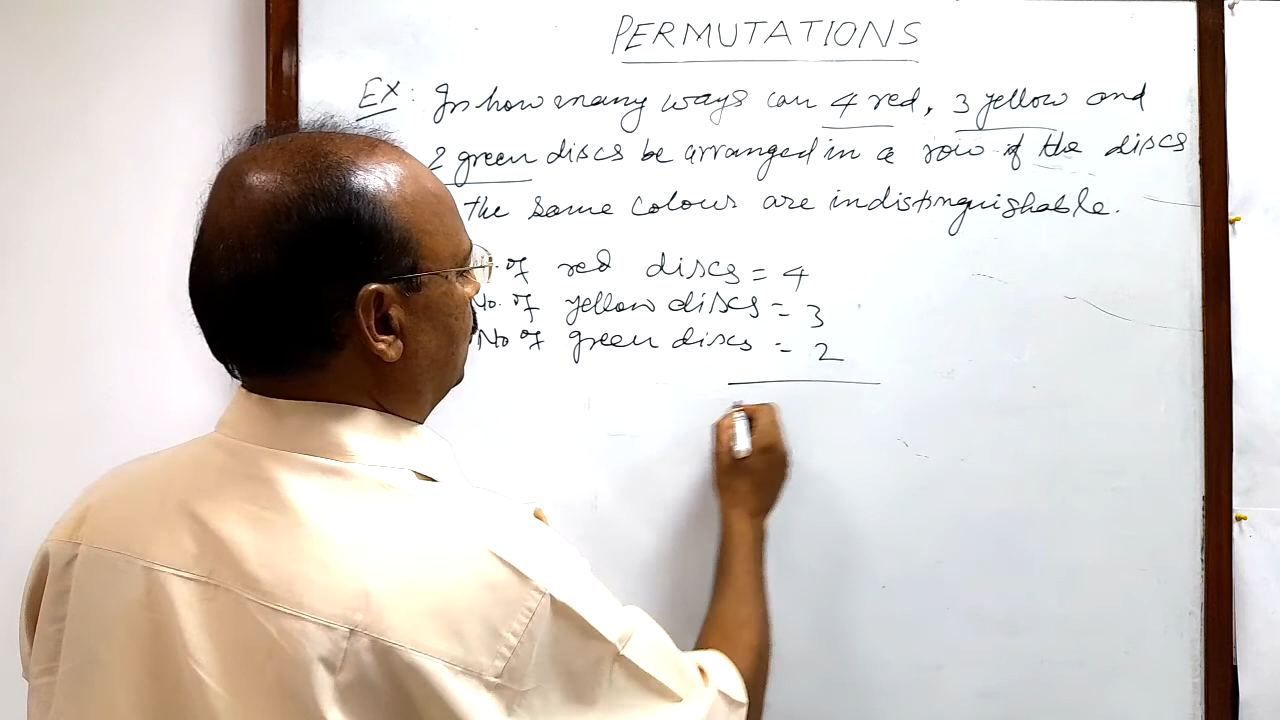 PERMUTATIONS
Ex: In how many ways can 4 red, 3 yellow and
2 green discs be arranged in a row if the discs
the same colour are indistinguishable.
. of red discs = 4
No. of yellow discs = 3
No of green discs = 2